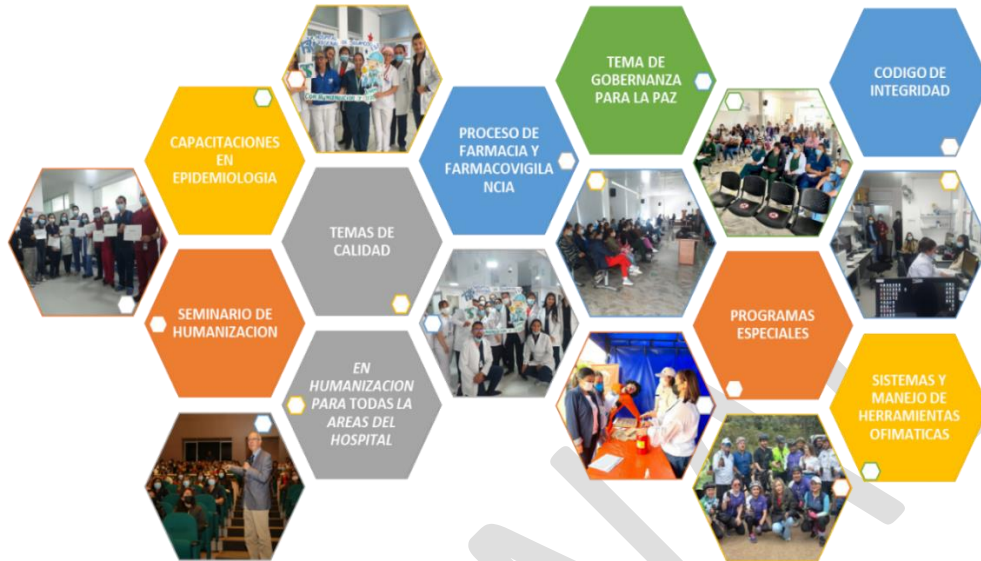 CAPACITACIONES
EN
EPIDEMIOLOGIA
SEMINARIO DE
HUMANIZACION
TEMAS DE
CALIDAD
EN
HUMANIZACION
PARA TODAS LA
AREAS DEL
HOSPITAL
PROCESO DE
FARMACIA Y
FARMACOVIGILA
NCIA
TEMA DE
GOBERNANZA
PARA LA PAZ
PROGRAMAS
ESPECIALES
CODIGO DE
INTEGRIDAD
SISTEMAS Y
MANEJO DE
HERRAMIENTAS
OFIMATICAS